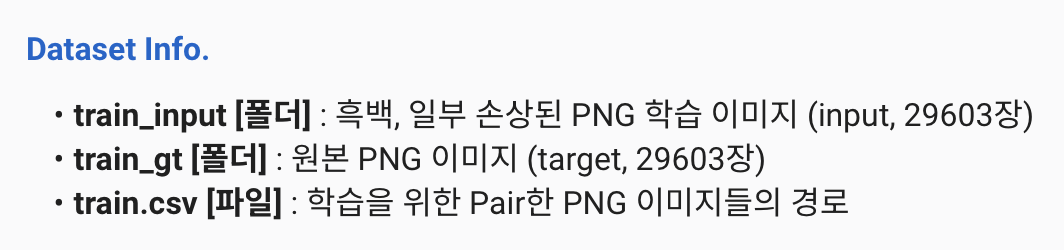 Dataset Info.
• train_input [폴더] : 흑백, 일부 손상된 PNG 학습 이미지 (input, 29603장)
• train_gt [폴더] : 원본 PNG 이미지 (target, 29603장)
• train.csv [파일] : 학습을 위한 Pair한 PNG 이미지들의 경로